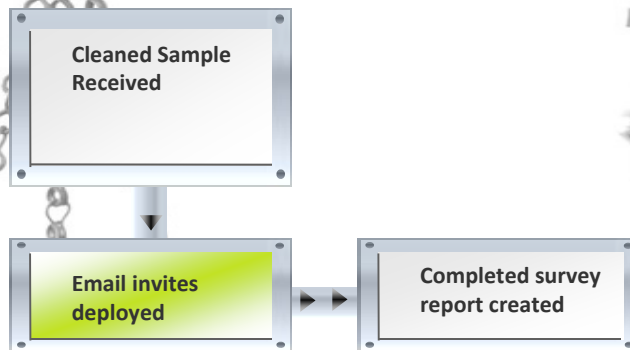 Cleaned Sample
Received
Email invites
deployed
Completed survey
report created